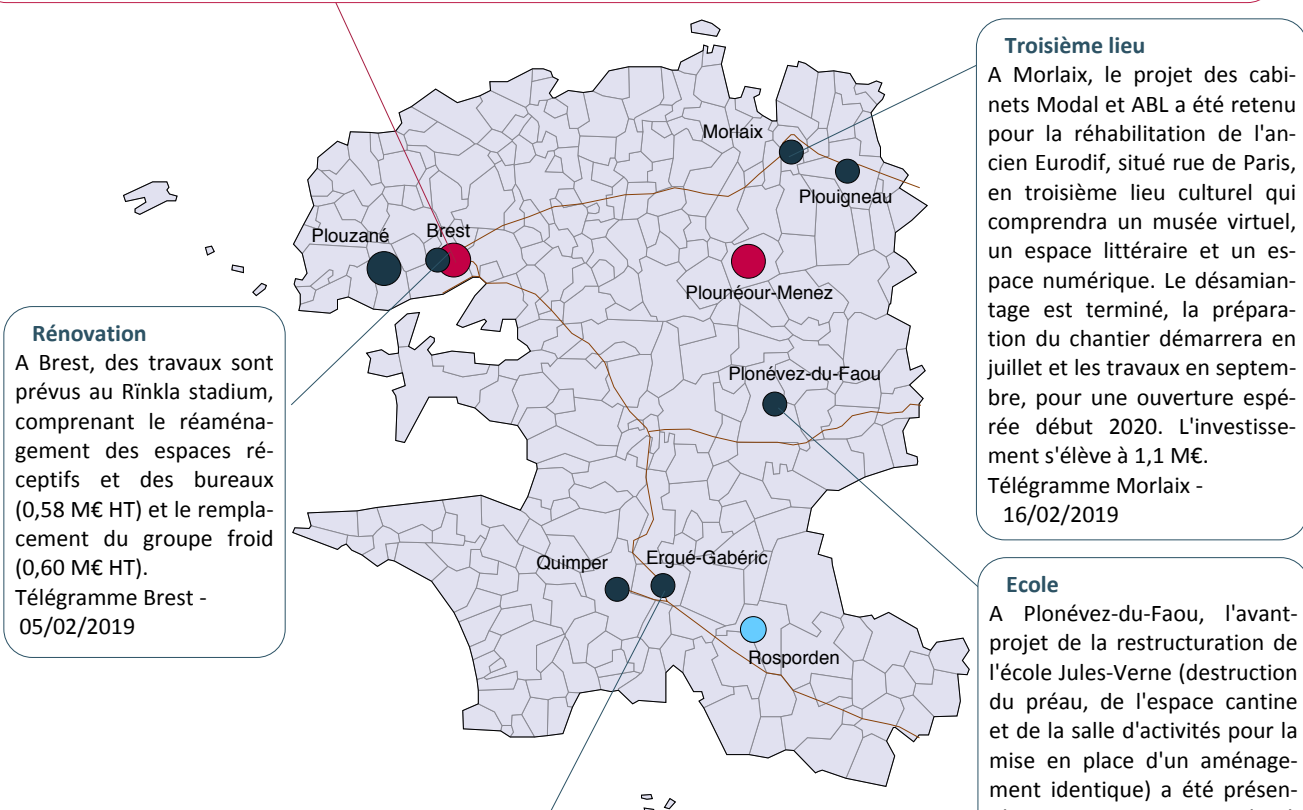 Troisième lieu
A Morlaix, le projet des cabi-
nets Modal et ABL a été retenu
pour la réhabilitation de l'an-
cien Eurodif, situé rue de Paris,
en troisième lieu culturel qui
comprendra un musée virtuel,
un espace littéraire et un es-
pace numérique. Le désamian-
tage est terminé, la prépara-
tion du chantier démarrera en
juillet et les travaux en septem-
bre, pour une ouverture espé-
rée début 2020. L'investisse-
ment s'élève à 1,1 M€.
Télégramme Morlaix -
16/02/2019
Morlaix
Plouigneau
Plouzané
Brest
Plounéour-Menez
Plonévez-du-Faou
Quimper
Ergué-Gabéric
Rosporden
Rénovation
A Brest, des travaux sont
prévus au Rïnkla stadium,
comprenant le réaména-
gement des espaces ré-
ceptifs et des bureaux
(0,58 M€ HT) et le rempla-
cement du groupe froid
(0,60 M€ HT).
Télégramme Brest -
05/02/2019
Ecole
A Plonévez-du-Faou, l'avant-
projet de la restructuration de
l'école Jules-Verne (destruction
du préau, de l'espace cantine
et de la salle d'activités pour la
mise en place d'un aménage-
ment identique) a été présen-